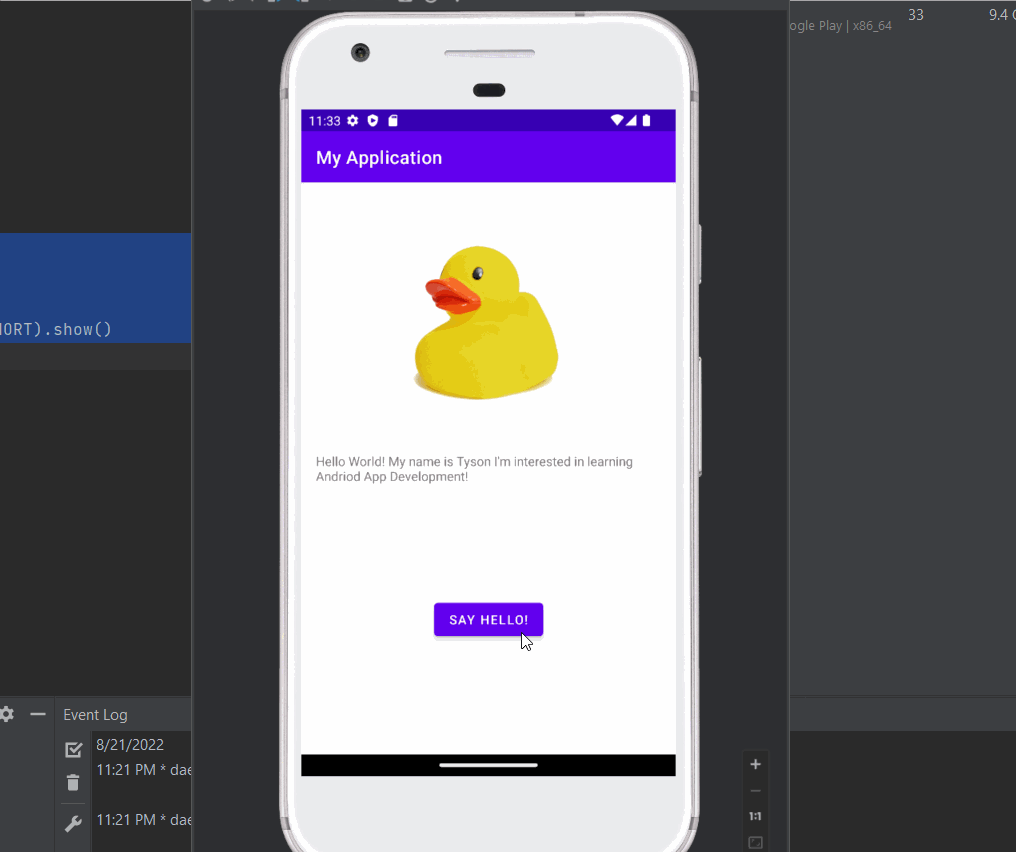 ogle Play | x86_64
33
9.4
11:33
My Application
IORT).show()
Hello World! My name is Tyson I'm interested in learning
Andriod App Development!
SAY HELLO!
Event Log
8/21/2022
11:21 PM * dae
11:21 PM * dae
1:1